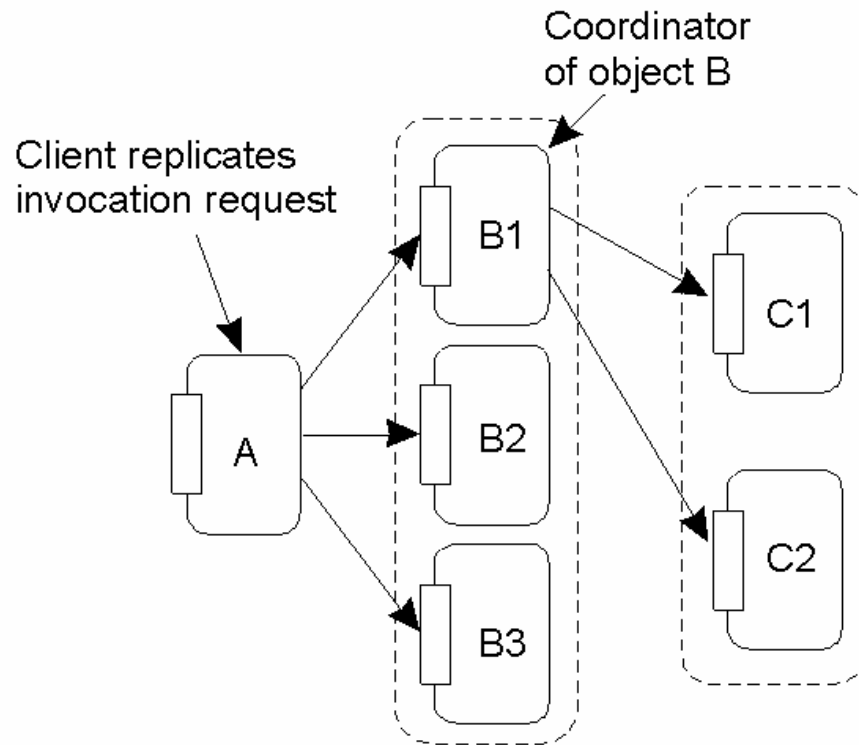 Coordinator
of object B
Client replicates
invocation request
B1
C1
A
B2
C2
B3